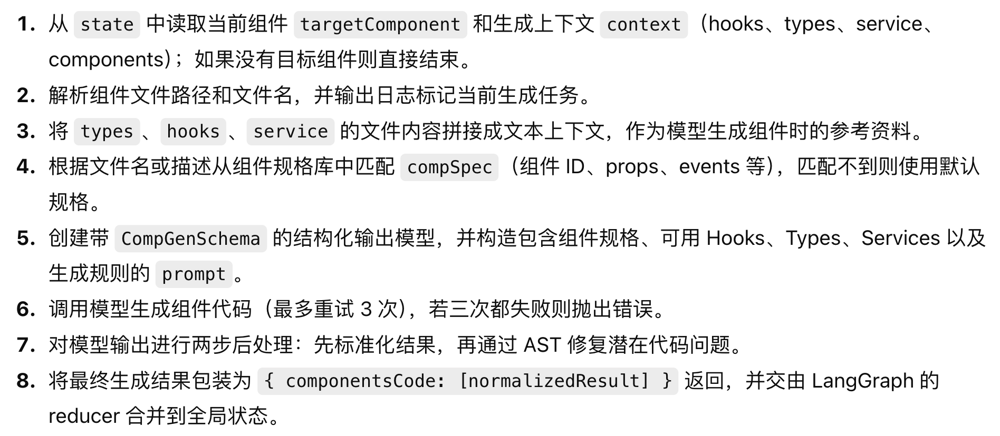 1. 从 state 中读取当前组件 targetComponent 和生成上下文 context（hooks、types、service、
components）；如果没有目标组件则直接结束。
2. 解析组件文件路径和文件名，并输出日志标记当前生成任务。
3. 将 types、hooks、service 的文件内容拼接成文本上下文，作为模型生成组件时的参考资料。
4. 根据文件名或描述从组件规格库中匹配 compSpec（组件 ID、props、events 等），匹配不到则使用默认
规格。
5. 创建带 CompGenSchema 的结构化输出模型，并构造包含组件规格、可用 Hooks、Types、Services 以及
生成规则的 prompt。
6. 调用模型生成组件代码（最多重试 3 次），若三次都失败则抛出错误。
7. 对模型输出进行两步后处理：先标准化结果，再通过 AST 修复潜在代码问题。
8. 将最终生成结果包装为 { componentsCode: [normalizedResult] } 返回，并交由 LangGraph 的
reducer 合并到全局状态。